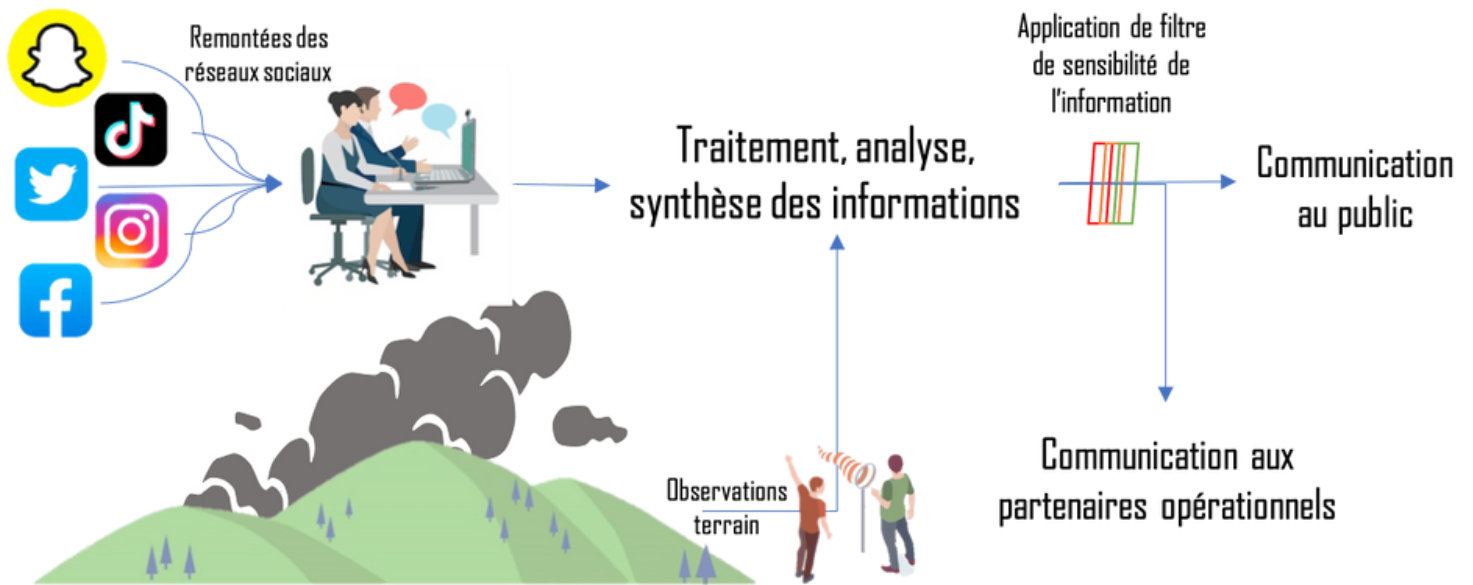 Remontées des
réseaux sociaux
Application de filtre
de sensibilité de
l'information
Traitement, analyse,
synthèse des informations
Communication
au public
Observations
terrain
Communication aux
partenaires opérationnels